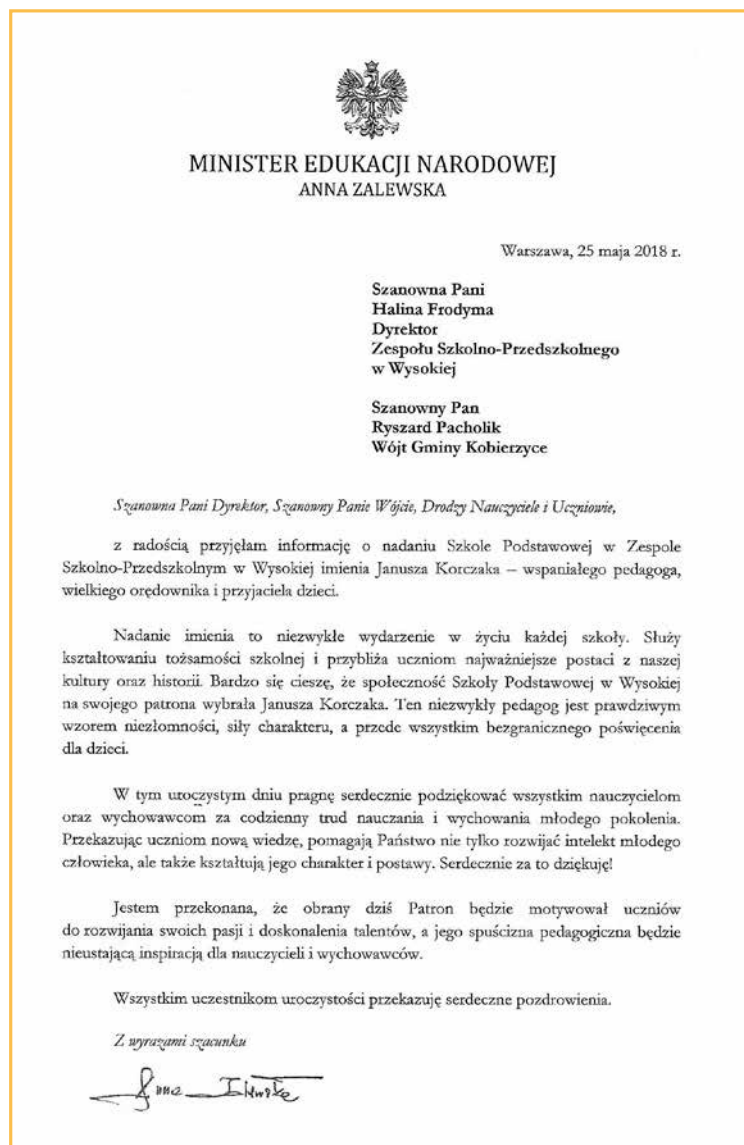 MINISTER EDUKACJI NARODOWEJ
ANNA ZALEWSKA
Warszawa, 25 maja 2018 r.
Szanowna Pani
Halina Frodyma
Dyrektor
Zespołu Szkolno-Przedszkolnego
w Wysokiej
Szanowny Pan
Ryszard Pacholik
Wójt Gminy Kobierzyce
Szanowna Pani Dyrektor, Szanowny Panie Wójcie, Drodzy Nauczyciele i Uczniowie,
z radością przyjęłam informację o nadaniu Szkole Podstawowej w Zespole
Szkolno-Przedszkolnym w Wysokiej imienia Janusza Korczaka – wspaniałego pedagoga,
wielkiego orędownika i przyjaciela dzieci.
Nadanie imienia to niezwykłe wydarzenie w życiu każdej szkoły. Służy
kształtowaniu tożsamości szkolnej i przybliża uczniom najważniejsze postaci z naszej
kultury oraz historii. Bardzo się cieszę, że społeczność Szkoły Podstawowej w Wysokiej
na swojego patrona wybrała Janusza Korczaka. Ten niezwykły pedagog jest prawdziwym
wzorem niezłomności, siły charakteru, a przede wszystkim bezgranicznego poświęcenia
dla dzieci.
W tym uroczystym dniu pragnę serdecznie podziękować wszystkim nauczycielom
oraz wychowawcom za codzienny trud nauczania i wychowania młodego pokolenia.
Przekazując uczniom nową wiedzę, pomagają Państwo nie tylko rozwijać intelekt młodego
człowieka, ale także kształtują jego charakter i postawy. Serdecznie za to dziękuję!
Jestem przekonana, że obrany dziś Patron będzie motywował uczniów
do rozwijania swoich pasji i doskonalenia talentów, a jego spuścizna pedagogiczna będzie
nieustającą inspiracją dla nauczycieli i wychowawców.
Wszystkim uczestnikom uroczystości przekazuję serdeczne pozdrowienia.
Z wyrazami szacunku
Anna Zalewska